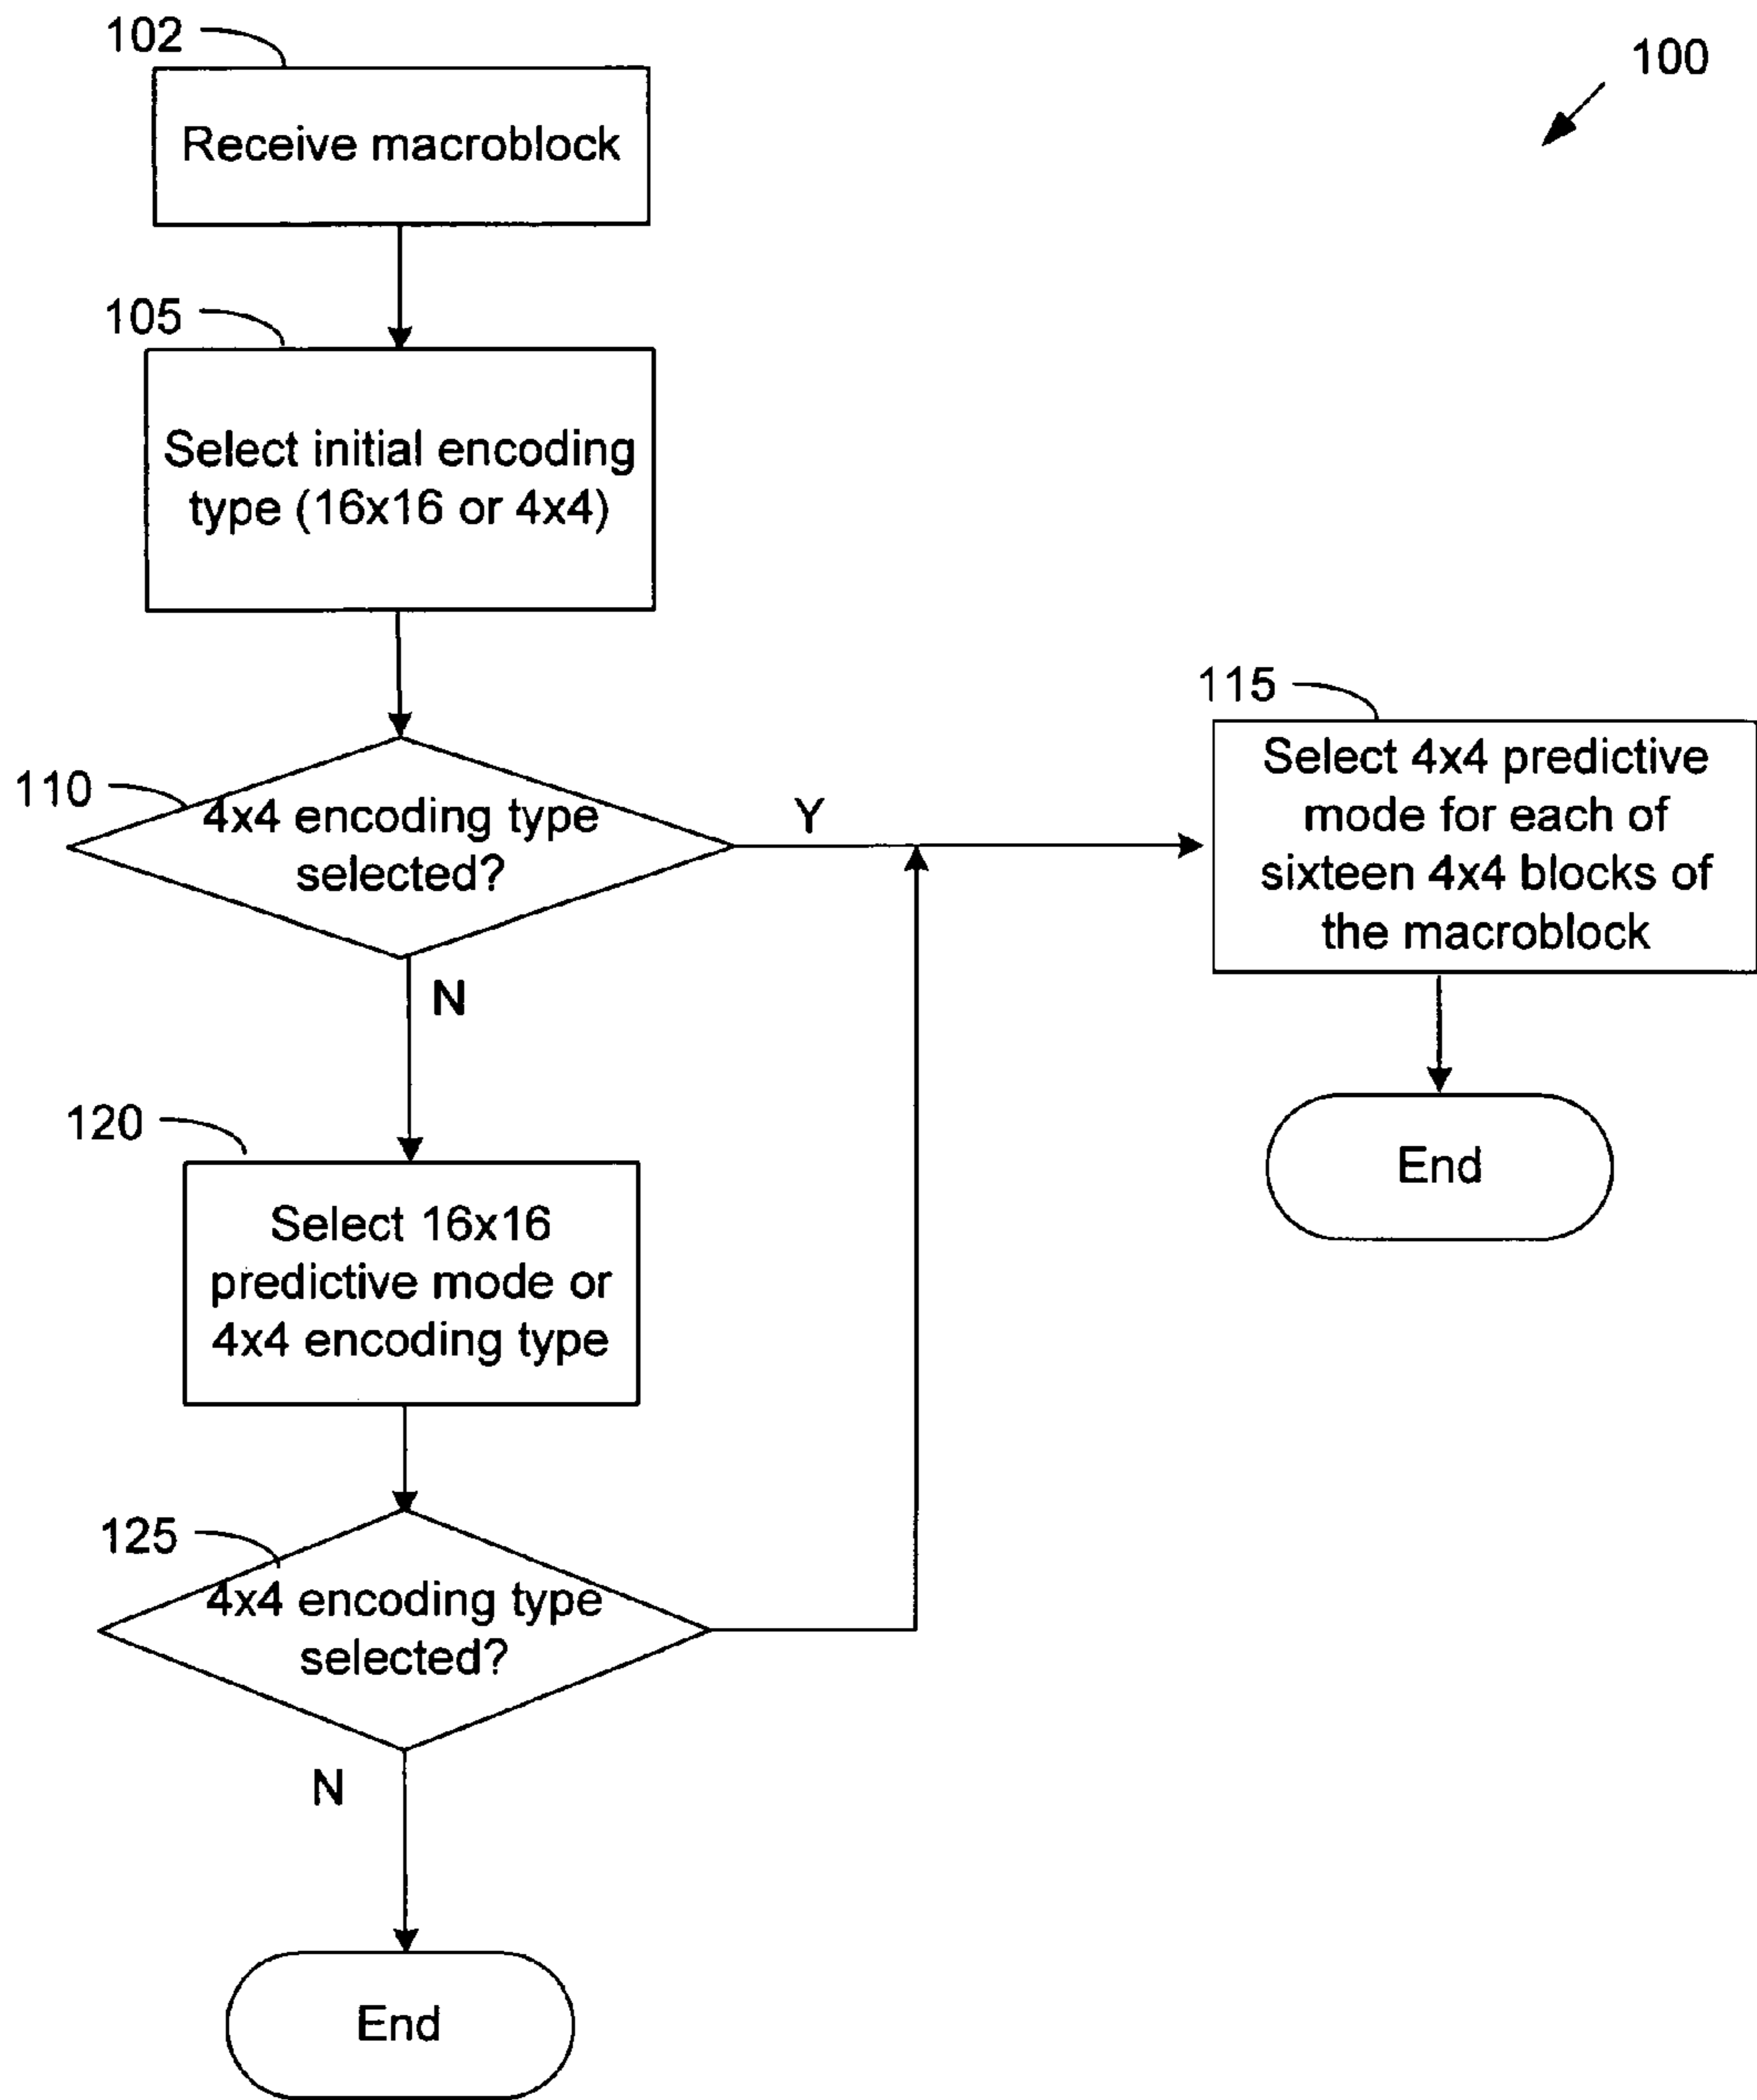 102
100
Receive macroblock
105
Select initial encoding
type (16x16 or 4x4)
110
4x4 encoding type
selected?
Y
N
115
Select 4x4 predictive
mode for each of
sixteen 4x4 blocks of
the macroblock
End
120
Select 16x16
predictive mode or
4x4 encoding type
125
4x4 encoding type
selected?
N
End